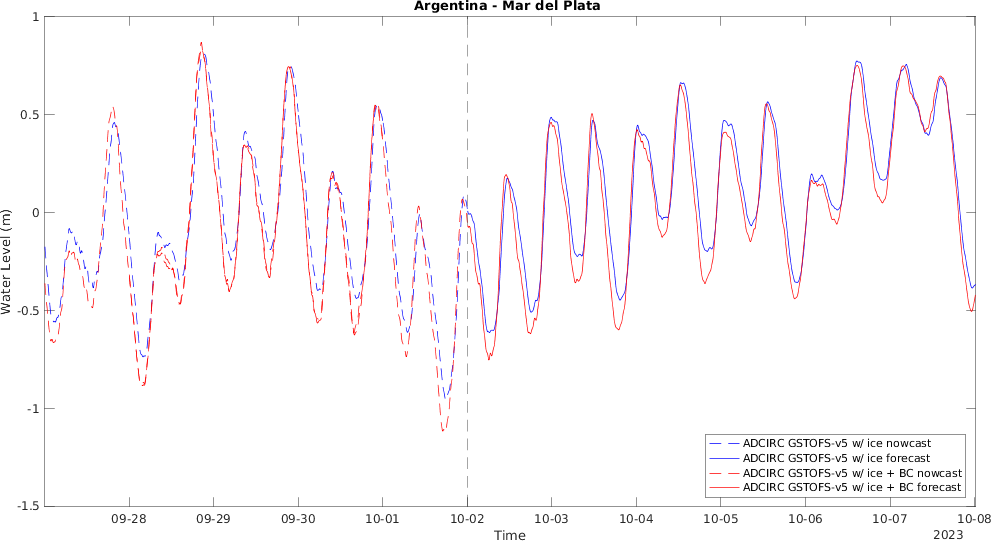 Argentina - Mar del Plata
1
0.5
0
-0.5
-1
-1.5
Water Level (m)
09-28 09-29 09-30 10-01 10-02 10-03 10-04 10-05 10-06 10-07 10-08
Time
2023
ADCIRC GSTOFS-v5 w/ ice nowcast
ADCIRC GSTOFS-v5 w/ ice forecast
ADCIRC GSTOFS-v5 w/ ice + BC nowcast
ADCIRC GSTOFS-v5 w/ ice + BC forecast